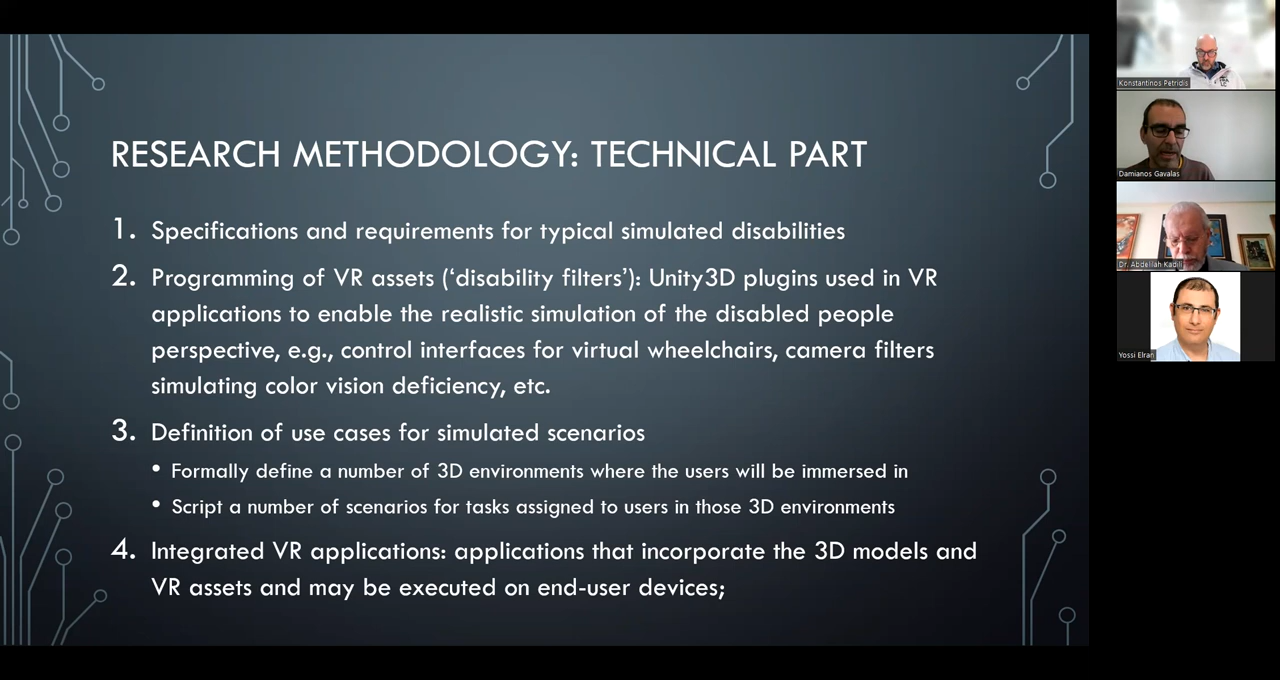 RESEARCH METHODOLOGY: TECHNICAL PART
1. Specifications and requirements for typical simulated disabilities
2. Programming of VR assets (‘disability filters’): Unity3D plugins used in VR
applications to enable the realistic simulation of the disabled people
perspective, e.g., control interfaces for virtual wheelchairs, camera filters
simulating color vision deficiency, etc.
3. Definition of use cases for simulated scenarios
• Formally define a number of 3D environments where the users will be immersed in
• Script a number of scenarios for tasks assigned to users in those 3D environments
4. Integrated VR applications: applications that incorporate the 3D models and
VR assets and may be executed on end-user devices;
Konstantinos Petridis
Damianos Gavalas
Dr. Abdelilah Kadili
Yossi Elran